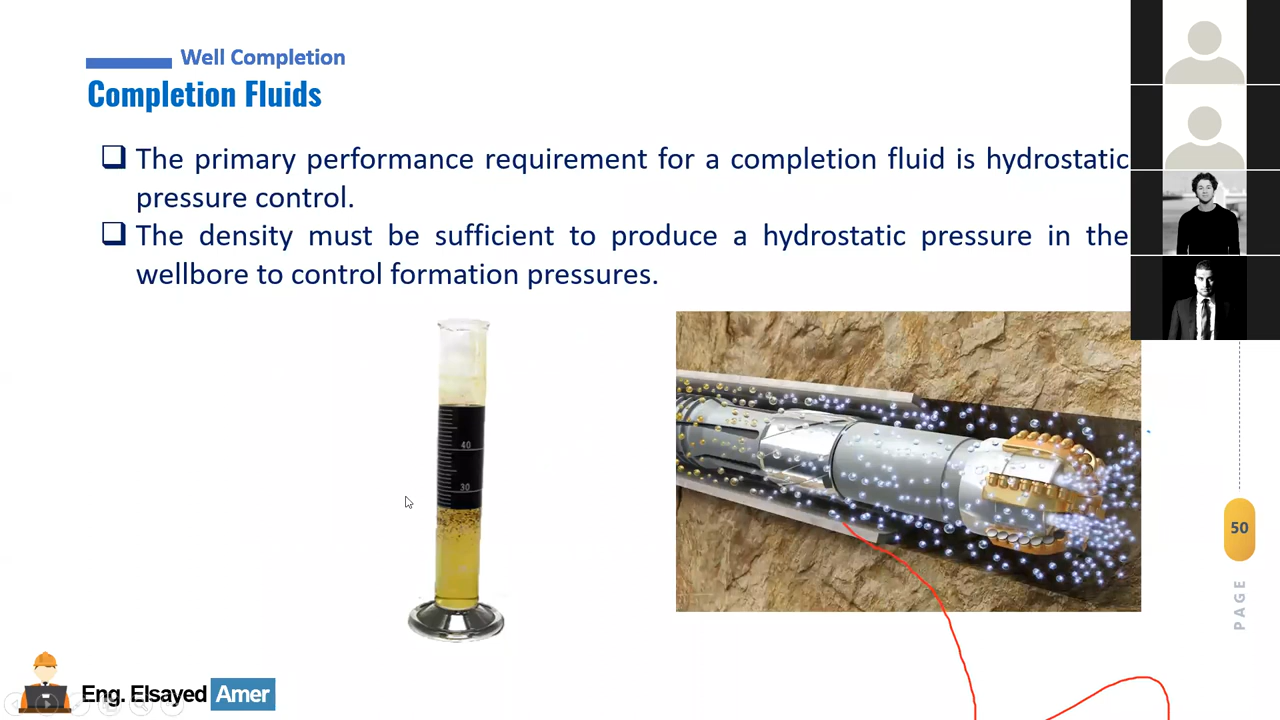 Well Completion
Completion Fluids
❑ The primary performance requirement for a completion fluid is hydrostatic
pressure control.
❑ The density must be sufficient to produce a hydrostatic pressure in the
wellbore to control formation pressures.
40
30
50
PAGE
Eng. Elsayed Amer